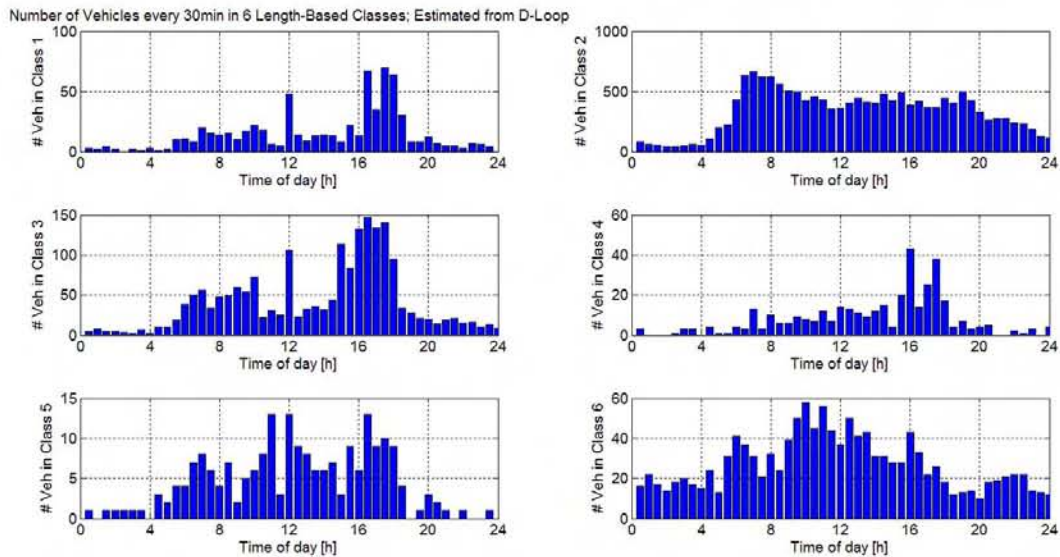 Number of Vehicles every 30min in 6 Length-Based Classes; Estimated from D-Loop
# Veh in Class 1
100
50
0
0 4 8 12 16 20 24
Time of day [h]
# Veh in Class 2
1000
500
0
0 4 8 12 16 20 24
Time of day [h]
# Veh in Class 3
150
100
50
0
0 4 8 12 16 20 24
Time of day [h]
# Veh in Class 4
60
40
20
0
0 4 8 12 16 20 24
Time of day [h]
# Veh in Class 5
15
10
5
0
0 4 8 12 16 20 24
Time of day [h]
# Veh in Class 6
60
40
20
0
0 4 8 12 16 20 24
Time of day [h]